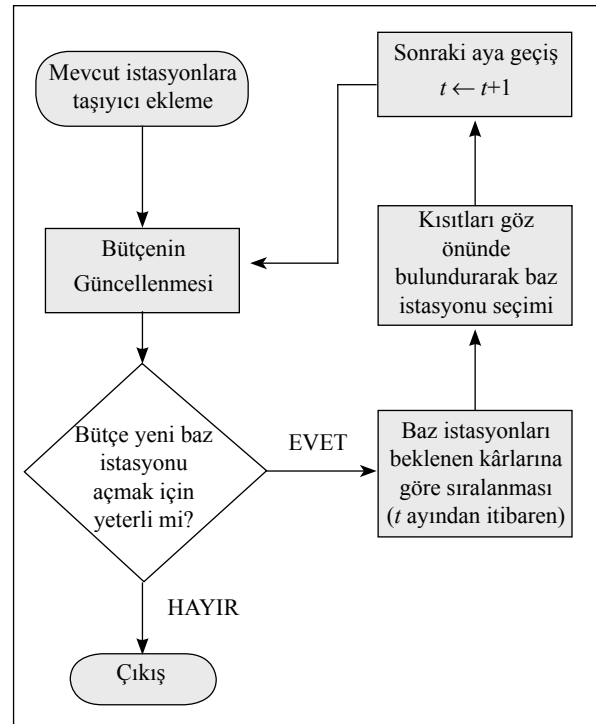 Mevcut istasyonlara
taşıyıcı ekleme
Sonraki aya geçiş
t ← t+1
Bütçenin
Güncellenmesi
Kısıtları göz
önünde
bulundurarak baz
istasyonu seçimi
Bütçe yeni baz
istasyonu
açmak için
yeterli mi?
EVET
Baz istasyonları
beklenen kârlarına
göre sıralanması
(t ayından itibaren)
HAYIR
Çıkış